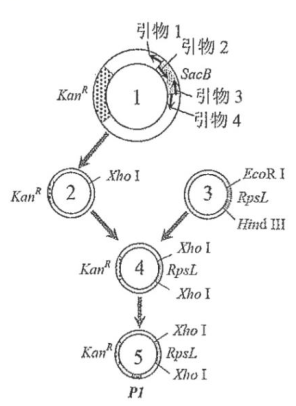 引物 1
引物 2
SacB
Kan^R
1
引物 3
引物 4
Xho I
EcoR I
Kan^R
2
3
RpsL
Hind III
Xho I
Kan^R
4
RpsL
Xho I
Xho I
Kan^R
5
RpsL
Xho I
P1